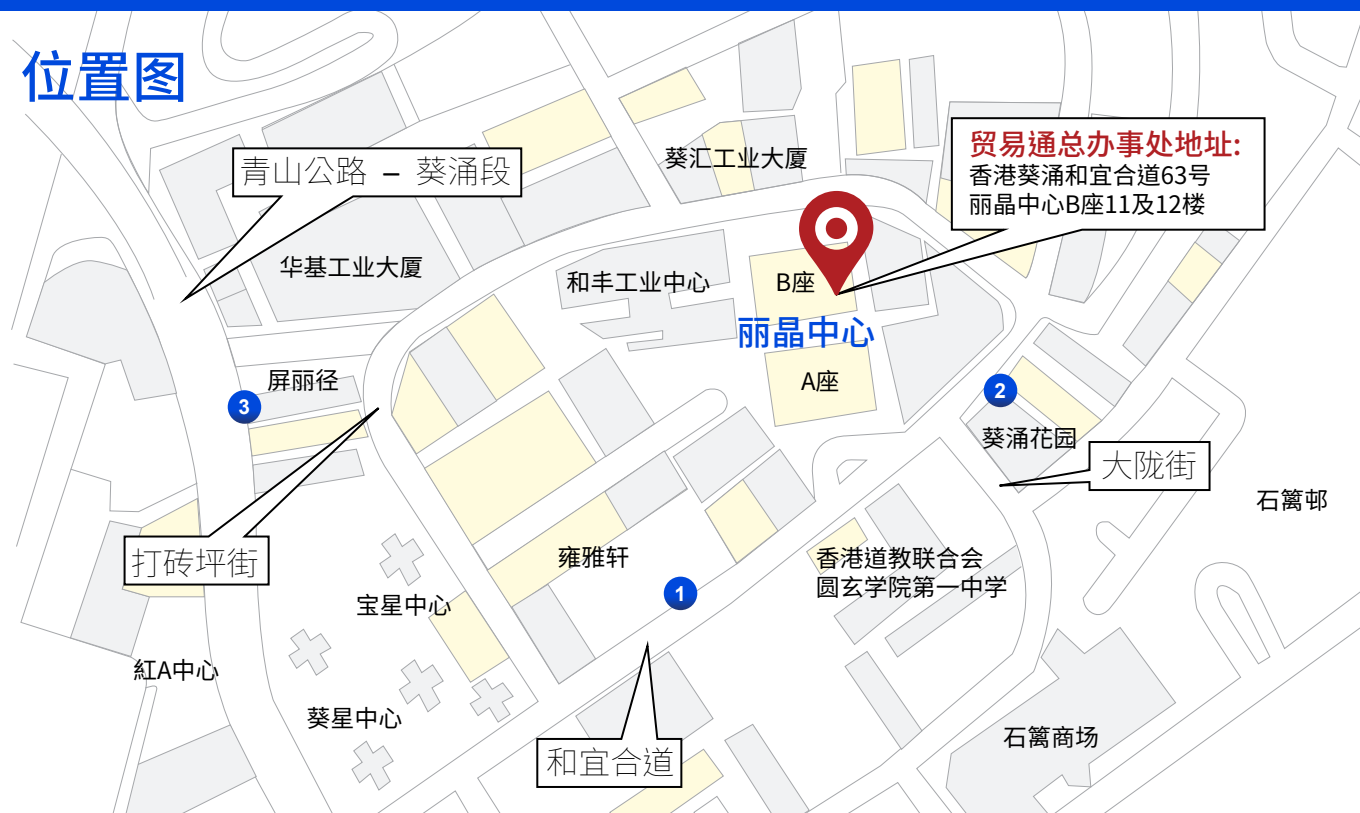 位置图
青山公路 – 葵涌段
葵汇工业大厦
贸易通总办事处地址:
香港葵涌和宜合道63号
丽晶中心B座11及12楼
华基工业大厦
和丰工业中心
B座
丽晶中心
A座
屏丽径
3
2
葵涌花园
大陇街
石篱邨
打砖坪街
雍雅轩
香港道教联合会
圆玄学院第一中学
1
宝星中心
紅A中心
葵星中心
和宜合道
石篱商场